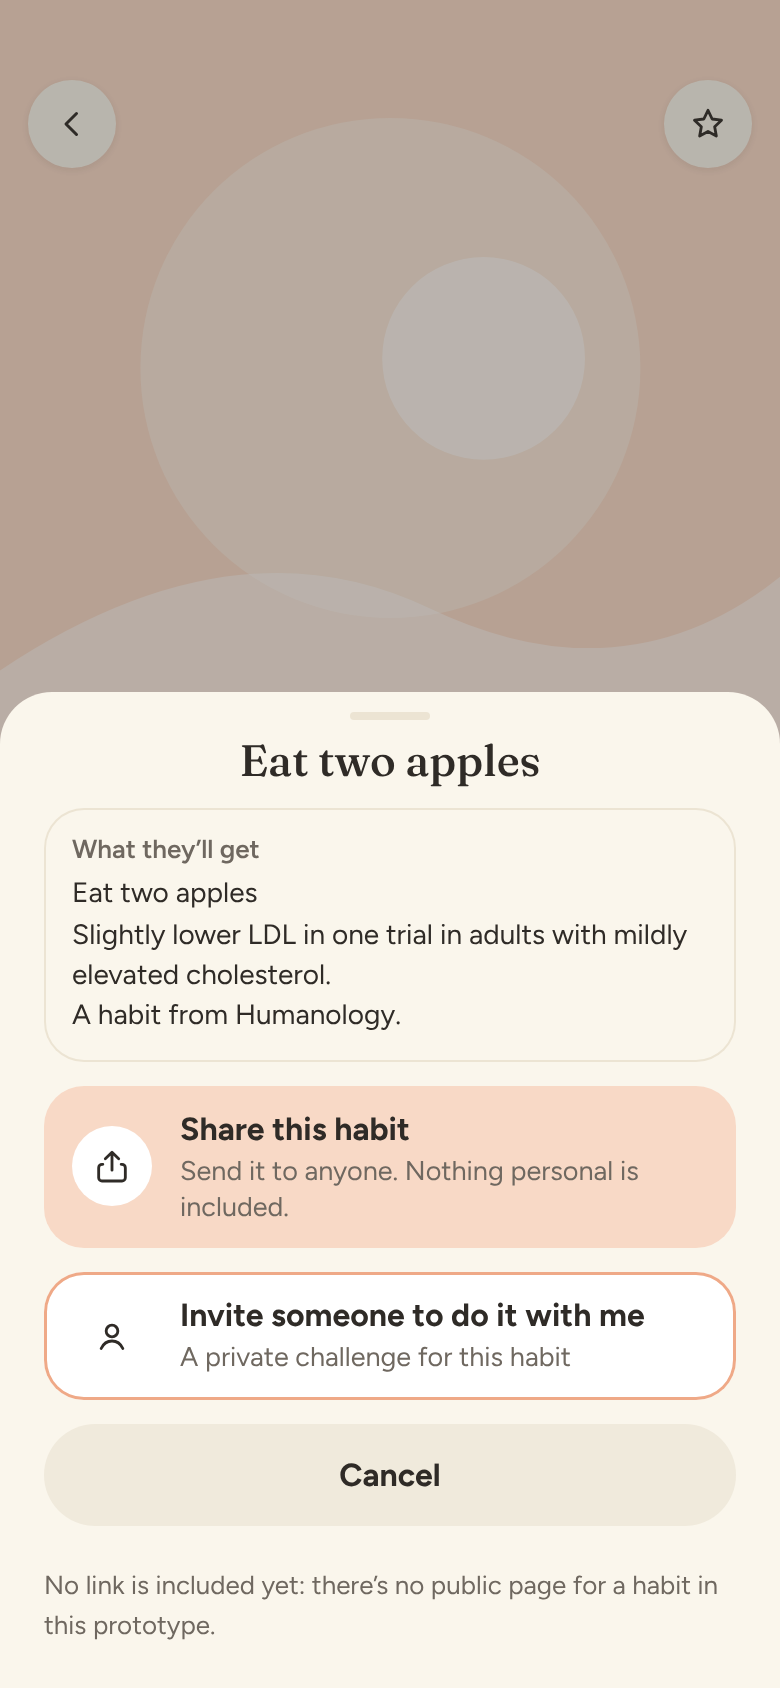 Eat two apples
What they’ll get
Eat two apples
Slightly lower LDL in one trial in adults with mildly
elevated cholesterol.
A habit from Humanology.
Share this habit
Send it to anyone. Nothing personal is
included.
Invite someone to do it with me
A private challenge for this habit
Cancel
No link is included yet: there’s no public page for a habit in
this prototype.